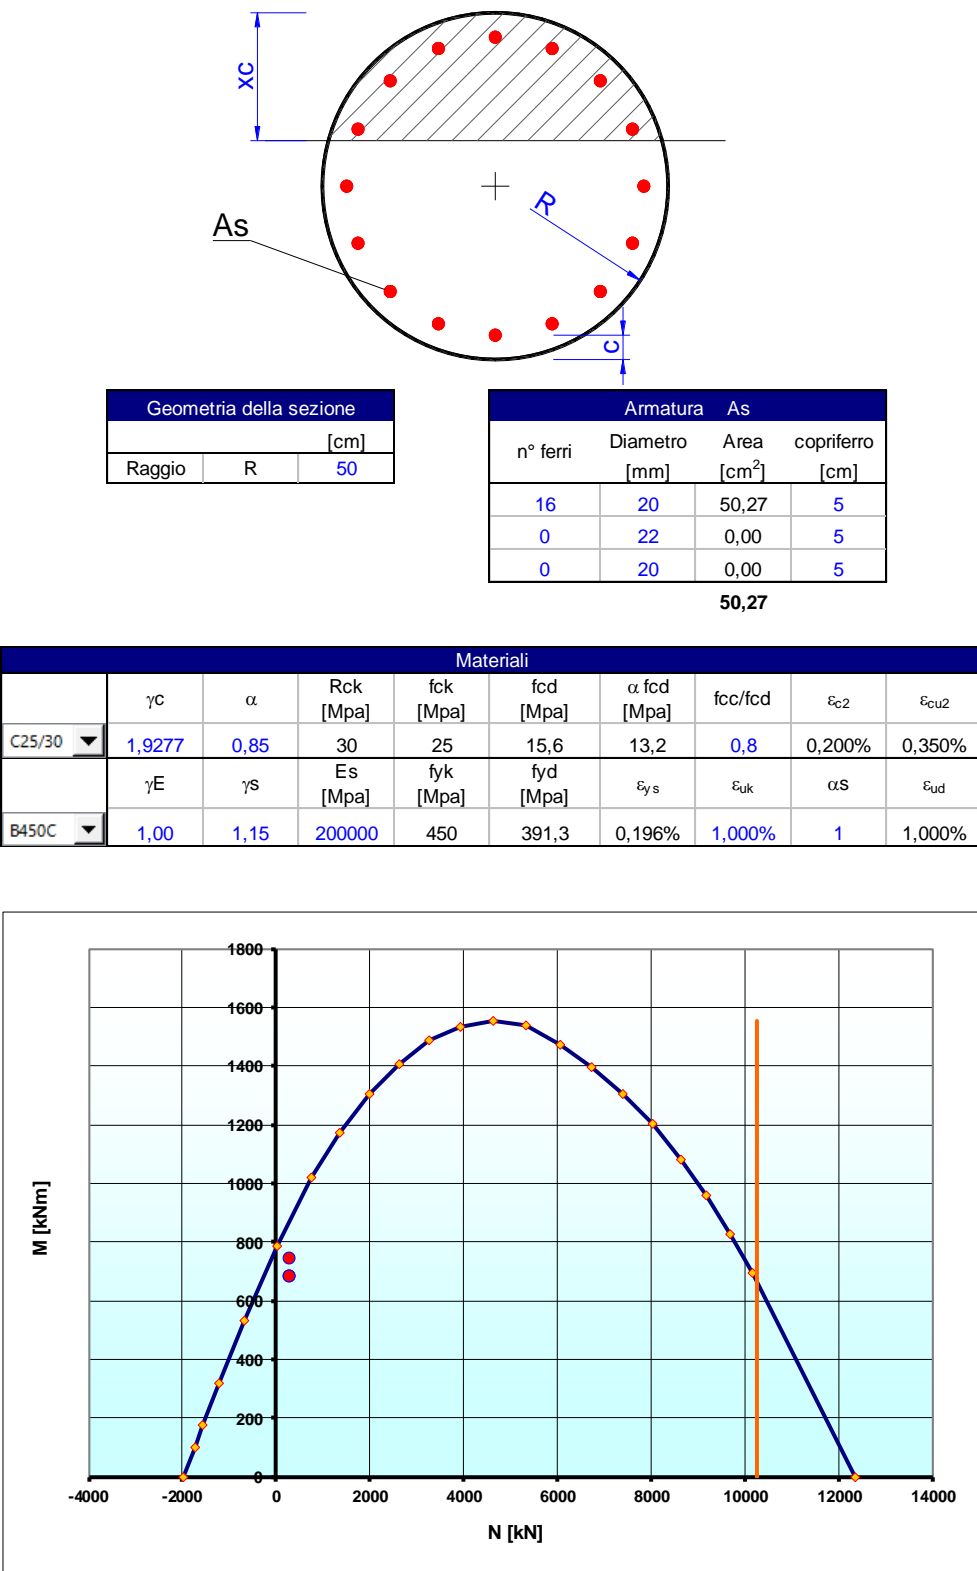 xc
R
As
c
Geometria della sezione
[cm]
Raggio R 50
Armatura As
n° ferri Diametro Area copriferro
[mm] [cm²] [cm]
16 20 50,27 5
0 22 0,00 5
0 20 0,00 5
50,27
Materiali
γc α Rck fck fcd α fcd fcc/fcd εc2 εcu2
[Mpa] [Mpa] [Mpa] [Mpa]
C25/30 1,9277 0,85 30 25 15,6 13,2 0,8 0,200% 0,350%
γE γs Es fyk fyd εys εuk αs εud
[Mpa] [Mpa] [Mpa]
B450C 1,00 1,15 200000 450 391,3 0,196% 1,000% 1 1,000%
1800
1600
1400
1200
1000
800
600
400
200
0
M [kNm]
-4000 -2000 0 2000 4000 6000 8000 10000 12000 14000
N [kN]